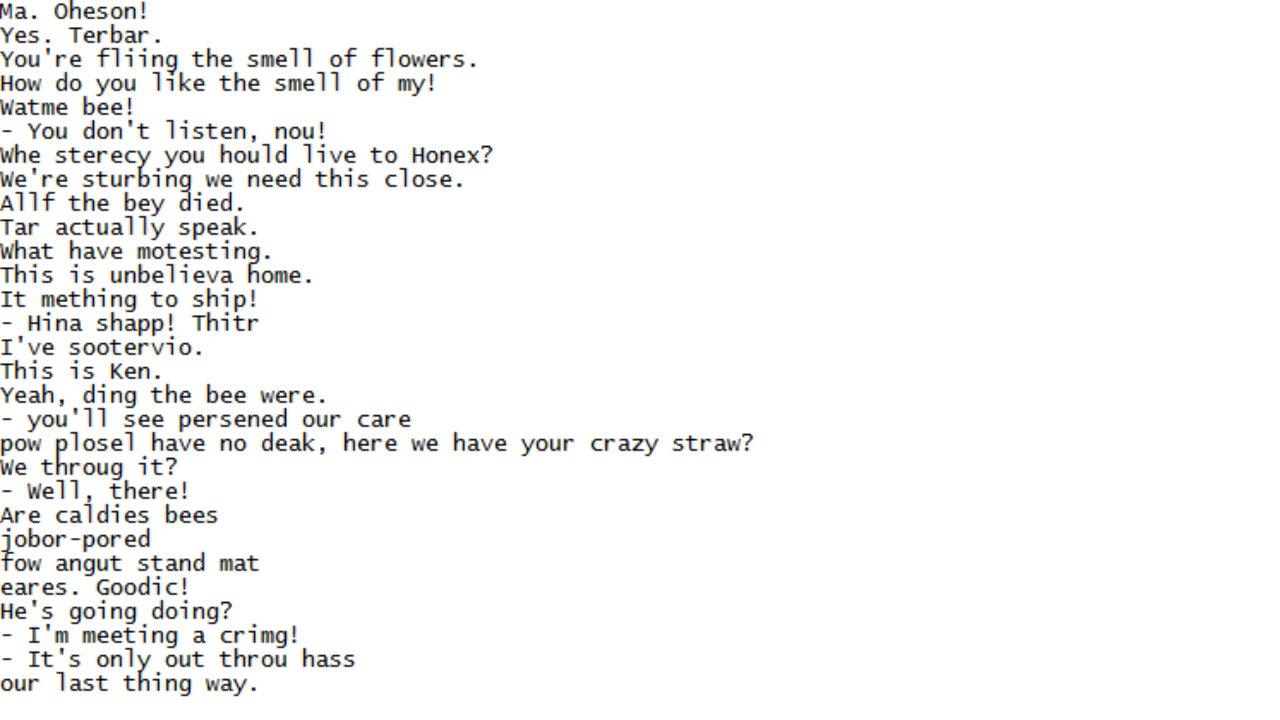 Ma. Oheson!
Yes. Terbar.
You're fliing the smell of flowers.
How do you like the smell of my!
Watme bee!
- You don't listen, nou!
Whe sterecy you hould live to Honex?
We're sturbing we need this close.
Allf the bey died.
Tar actually speak.
What have motesting.
This is unbelieva home.
It mething to ship!
- Hina shapp! Thitr
I've sootervio.
This is Ken.
Yeah, ding the bee were.
- you'll see persened our care
pow plosel have no deak, here we have your crazy straw?
We throug it?
- Well, there!
Are caldies bees
jobor-pored
fow angut stand mat
eares. Goodic!
He's going doing?
- I'm meeting a crimg!
- It's only out throu hass
our last thing way.